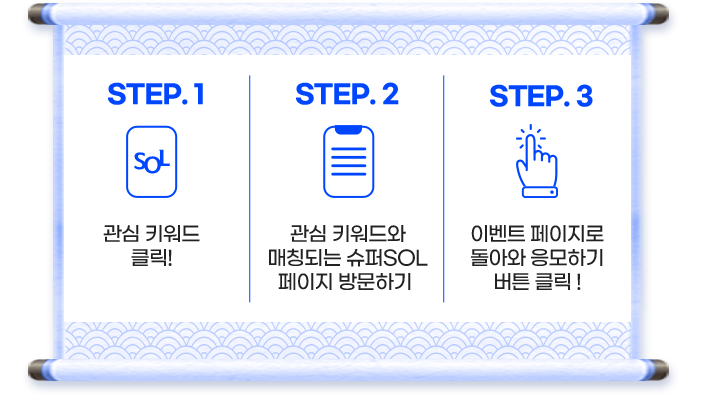 STEP. 1
SOL
관심 키워드
클릭!
STEP. 2
관심 키워드와
매칭되는 슈퍼SOL
페이지 방문하기
STEP. 3
이벤트 페이지로
돌아와 응모하기
버튼 클릭 !